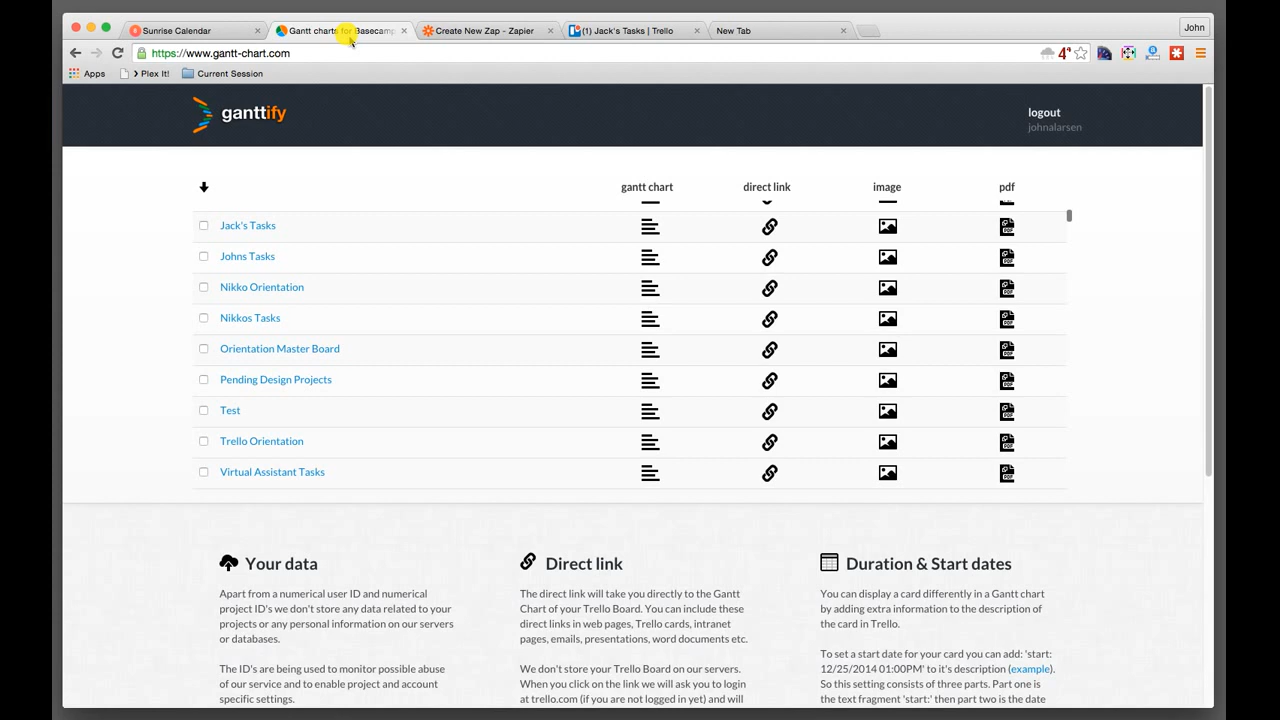 Sunrise Calendar
Gantt charts for Basecamp
Create New Zap - Zapier
(1) Jack's Tasks | Trello
New Tab
John
https://www.gantt-chart.com
4°
Apps
Plex It!
Current Session
ganttify
logout
johnalarsen
gantt chart
direct link
image
pdf
Jack's Tasks
Johns Tasks
Nikko Orientation
Nikkos Tasks
Orientation Master Board
Pending Design Projects
Test
Trello Orientation
Virtual Assistant Tasks
Your data
Apart from a numerical user ID and numerical
project ID's we don't store any data related to your
projects or any personal information on our servers
or databases.
The ID's are being used to monitor possible abuse
of our service and to enable project and account
specific settings.
Direct link
The direct link will take you directly to the Gantt
Chart of your Trello Board. You can include these
direct links in web pages, Trello cards, intranet
pages, emails, presentations, word documents etc.
We don't store your Trello Board on our servers.
When you click on the link we will ask you to login
at trello.com (if you are not logged in yet) and will
Duration & Start dates
You can display a card differently in a Gantt chart
by adding extra information to the description of
the card in Trello.
To set a start date for your card you can add: 'start:
12/25/2014 01:00PM' to it's description (example).
So this setting consists of three parts. Part one is
the text fragment 'start:' then part two is the date